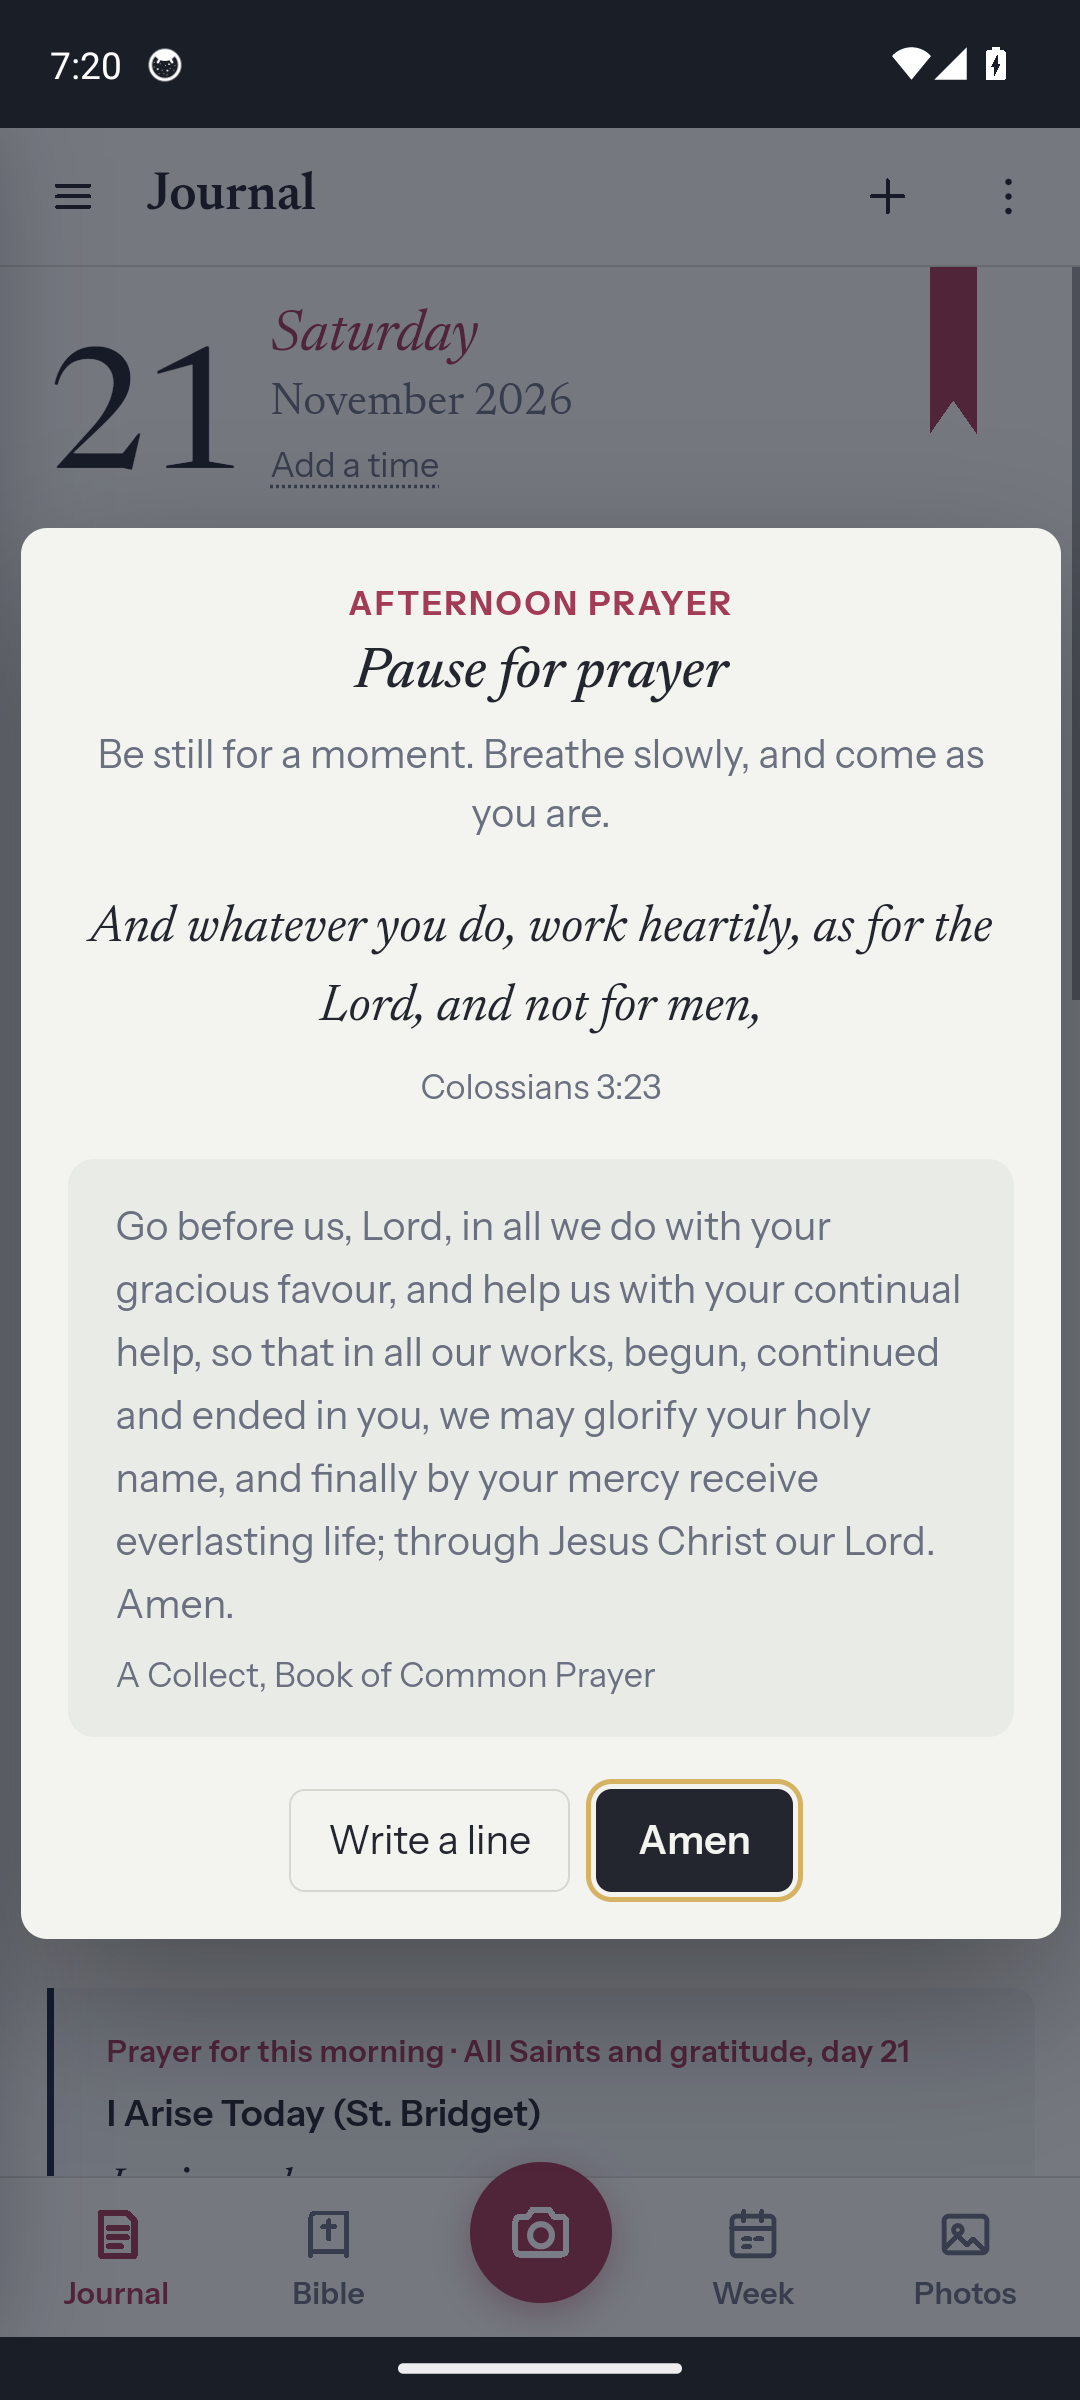 7:20
Journal
21
Saturday
November 2026
Add a time
AFTERNOON PRAYER
Pause for prayer
Be still for a moment. Breathe slowly, and come as
you are.
And whatever you do, work heartily, as for the
Lord, and not for men,
Colossians 3:23
Go before us, Lord, in all we do with your
gracious favour, and help us with your continual
help, so that in all our works, begun, continued
and ended in you, we may glorify your holy
name, and finally by your mercy receive
everlasting life; through Jesus Christ our Lord.
Amen.
A Collect, Book of Common Prayer
Write a line
Amen
Prayer for this morning · All Saints and gratitude, day 21
I Arise Today (St. Bridget)
Journal
Bible
Week
Photos